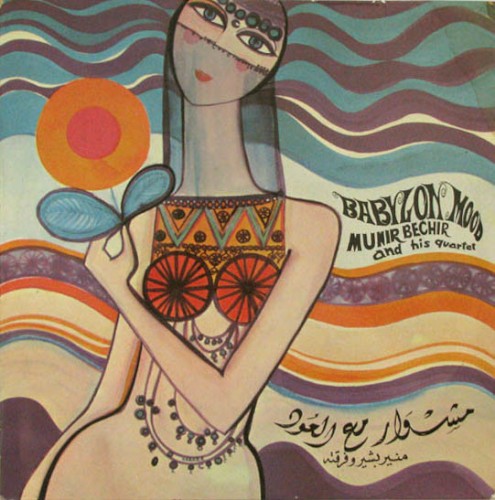 BABYLON MOOD
MUNIR BECHIR
and his quartet
مشوار مع العود
منير بشير وفرقته